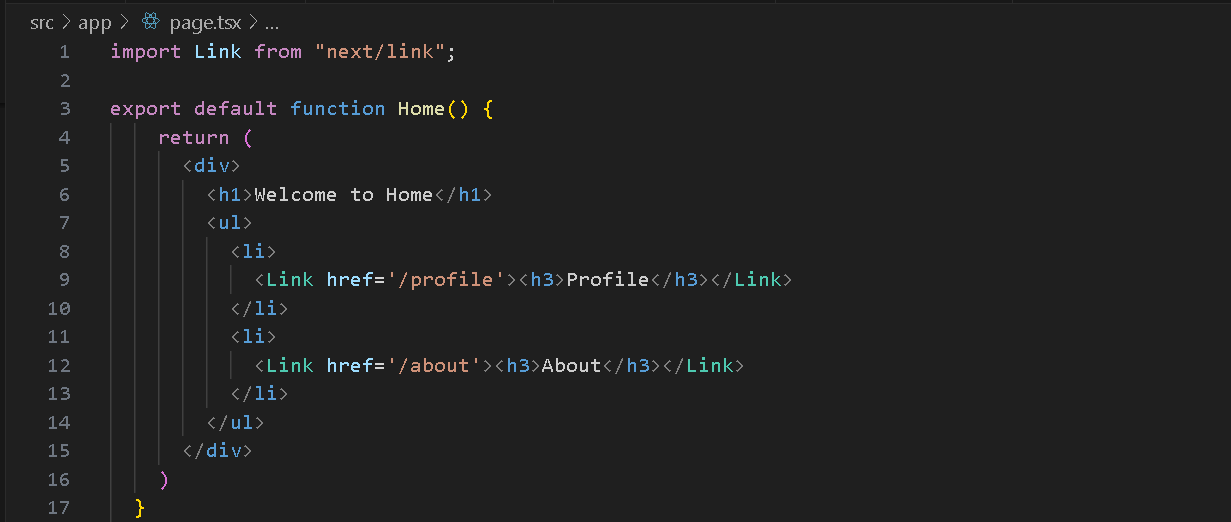 src > app > page.tsx > ...
1 import Link from "next/link";
2
3 export default function Home() {
4 return (
5 <div>
6 <h1>Welcome to Home</h1>
7 <ul>
8 <li>
9 <Link href='/profile'><h3>Profile</h3></Link>
10 </li>
11 <li>
12 <Link href='/about'><h3>About</h3></Link>
13 </li>
14 </ul>
15 </div>
16 )
17 }